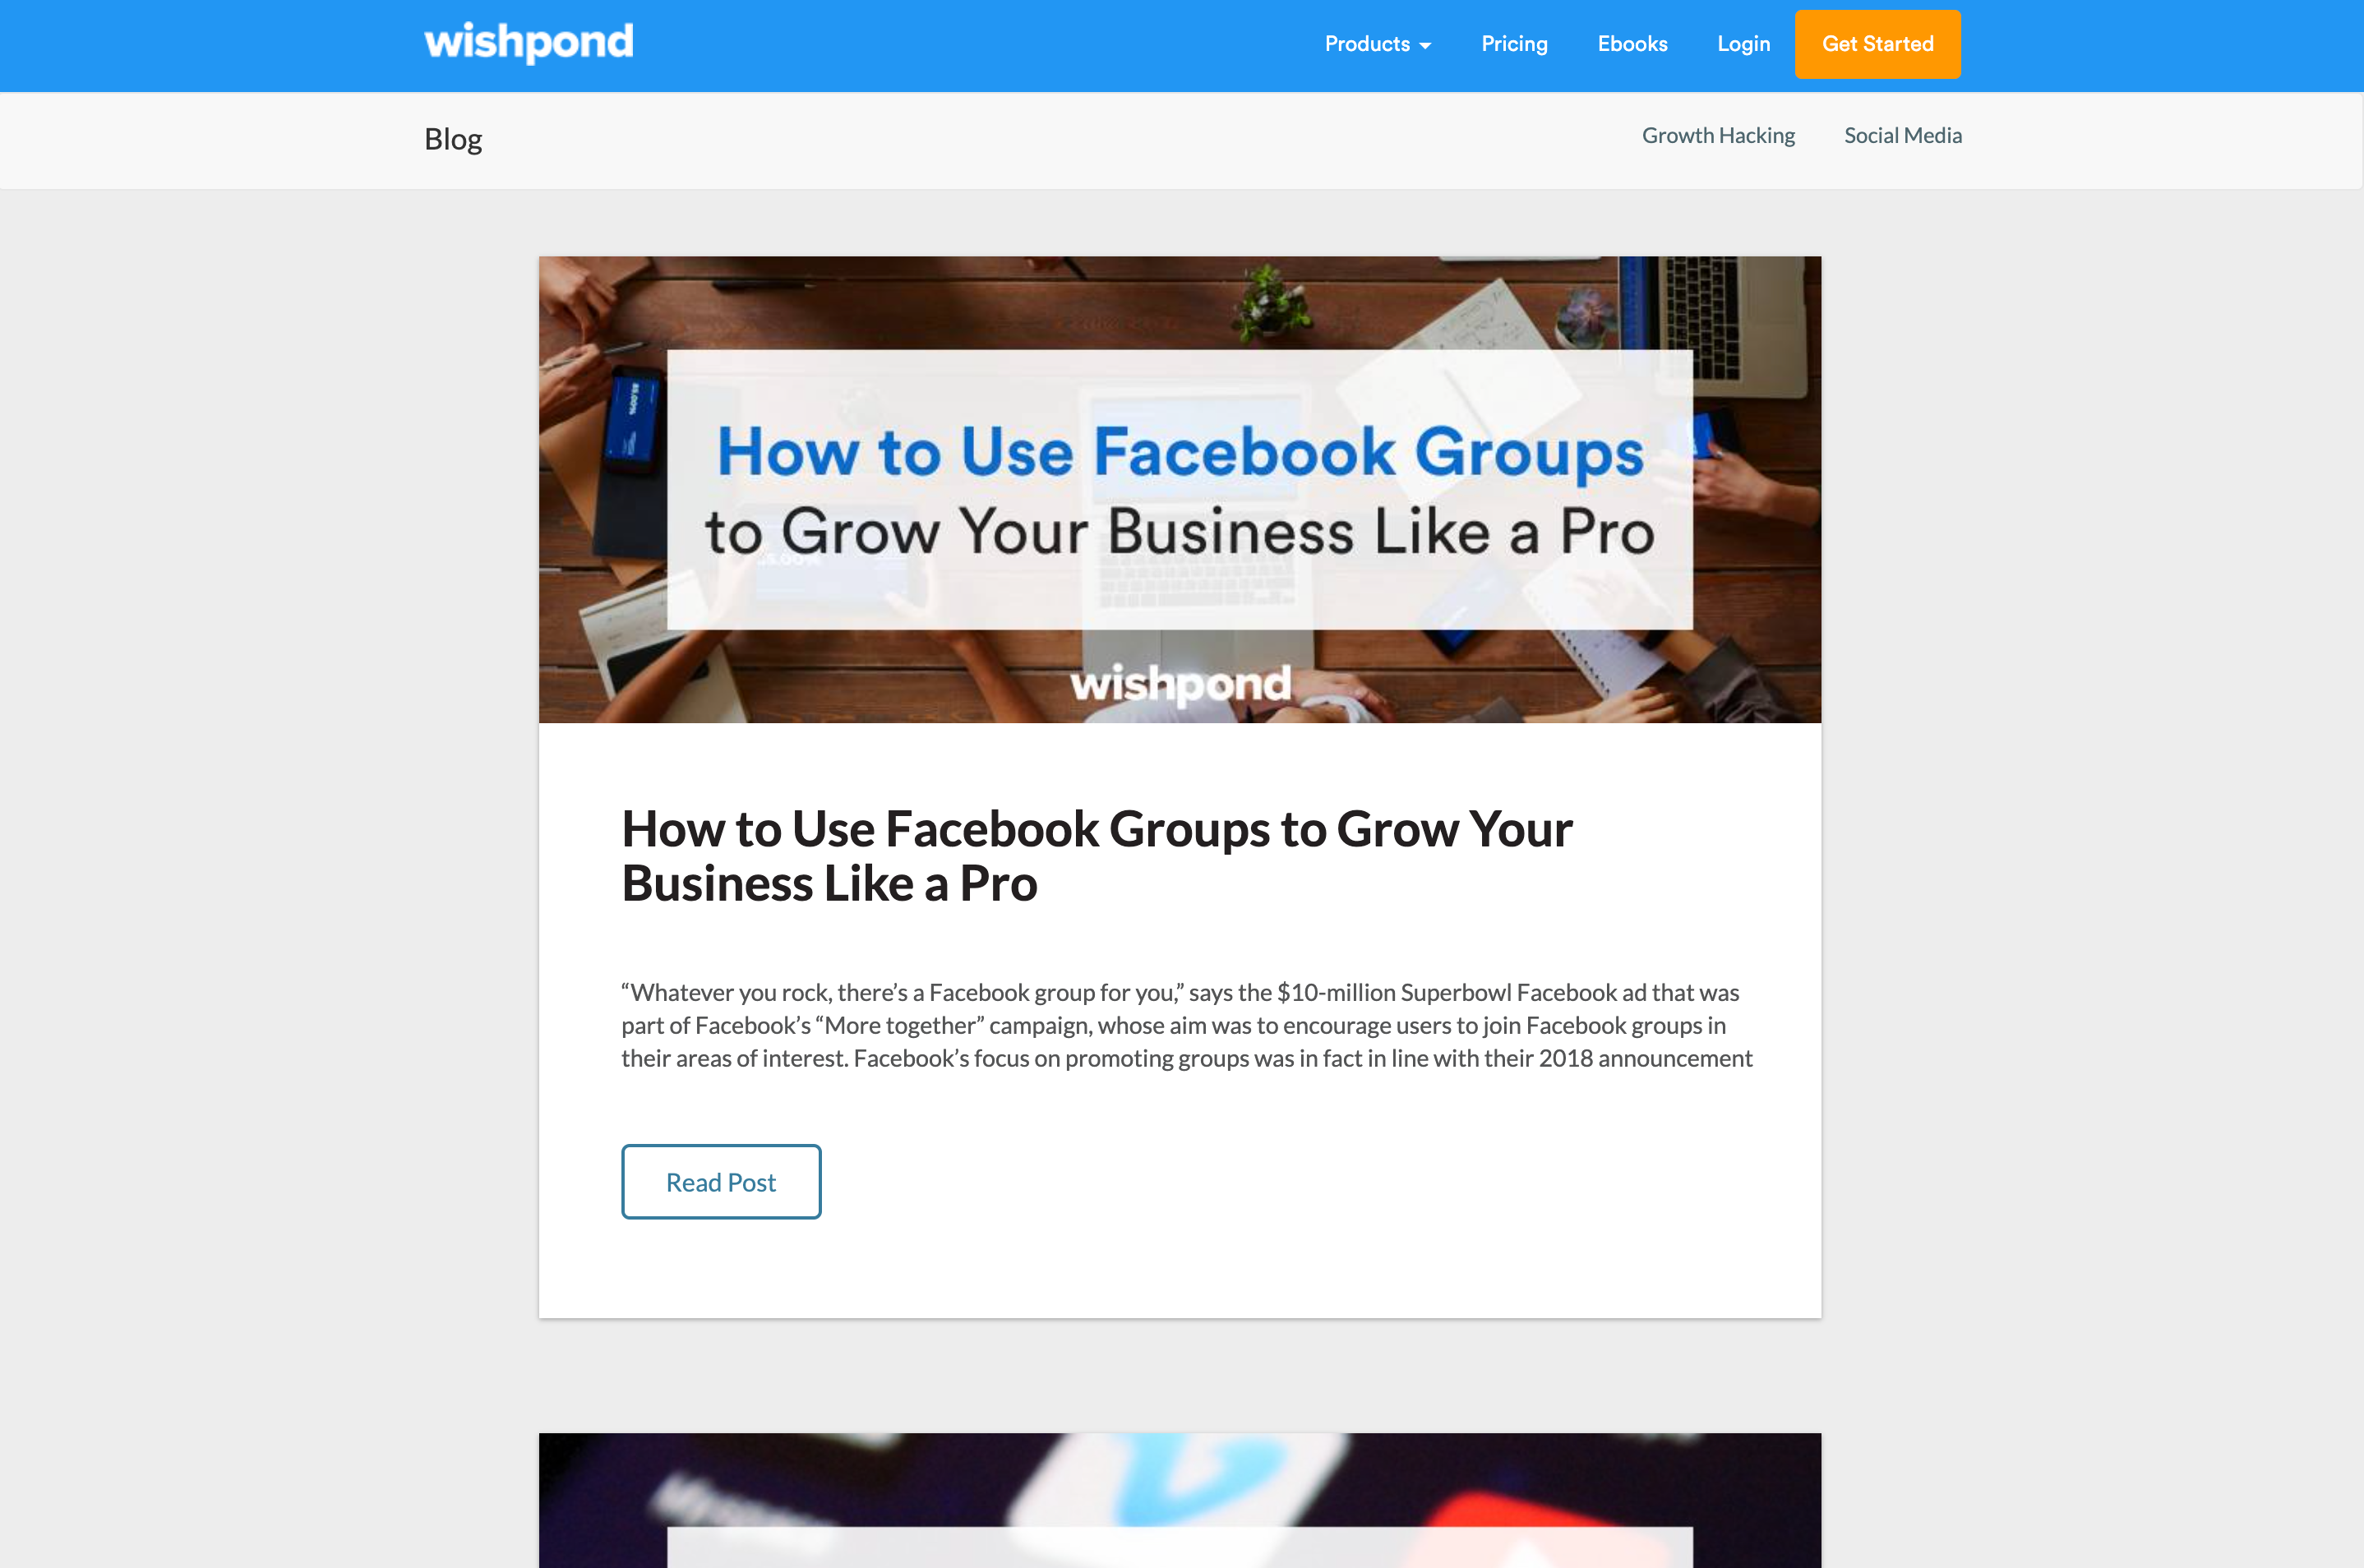 wishpond
Products
Pricing
Ebooks
Login
Get Started
Blog
Growth Hacking
Social Media
How to Use Facebook Groups
to Grow Your Business Like a Pro
wishpond
How to Use Facebook Groups to Grow Your
Business Like a Pro
“Whatever you rock, there’s a Facebook group for you,” says the $10-million Superbowl Facebook ad that was
part of Facebook’s “More together” campaign, whose aim was to encourage users to join Facebook groups in
their areas of interest. Facebook’s focus on promoting groups was in fact in line with their 2018 announcement
Read Post